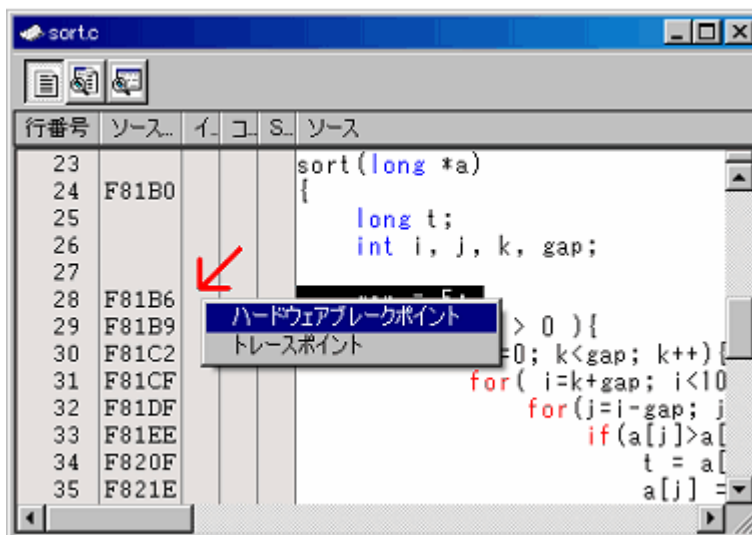 sort.c
行番号 ソース... イ.. コ.. S.. ソース
23 sort(long *a)
24 F81B0 {
25 long t;
26 int i, j, k, gap;
27
28 F81B6
29 F81B9 > 0 ){
30 F81C2 =0; k<gap; k++){
31 F81CF for( i=k+gap; i<10
32 F81DF for(j=i-gap; j
33 F81EE if(a[j]>a[
34 F820F t = a[
35 F821E a[j] =
ハードウェアブレークポイント
トレースポイント